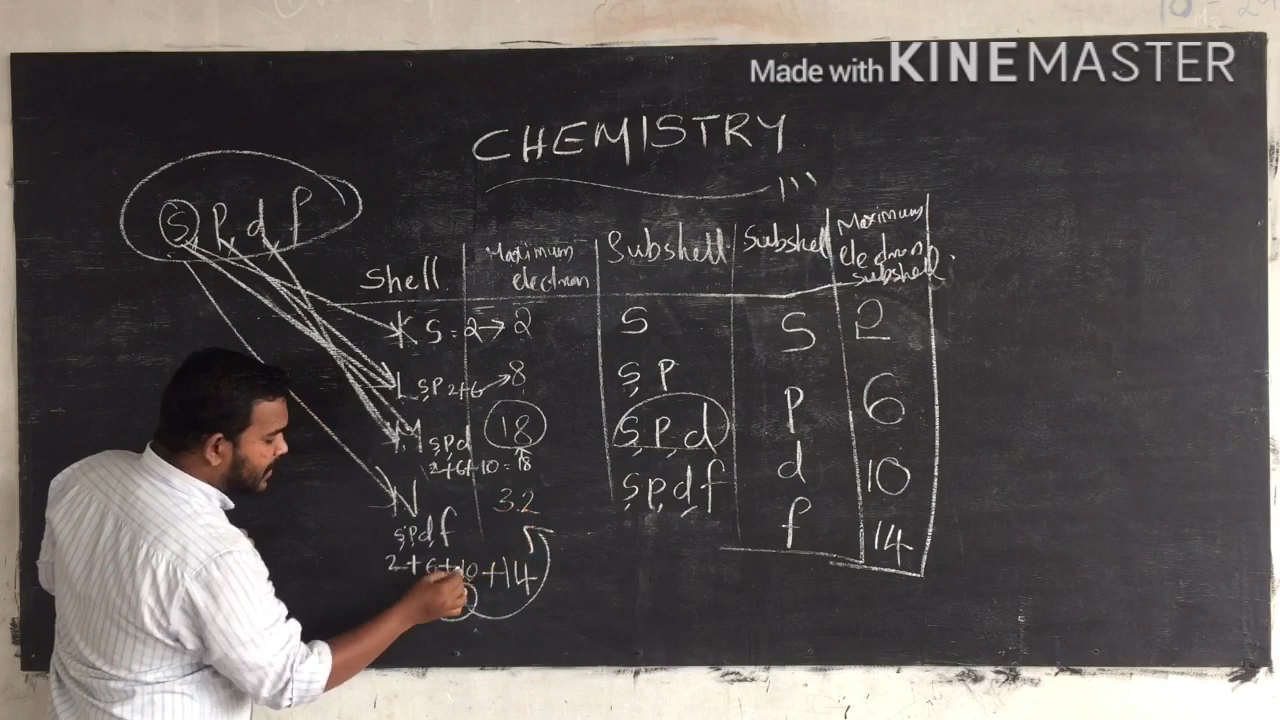 Made with KINEMASTER
CHEMISTRY
s p d f
Shell Maximum electron Subshell Subshell Maximum electron subshell
K s = 2 → 2 s s 2
L s, p 2+6 → 8 s, p p 6
M s, p, d 18 s, p, d d 10
2+6+10 = 18
N 32 s, p, d, f f 14
s, p, d, f
2+6+10 +14